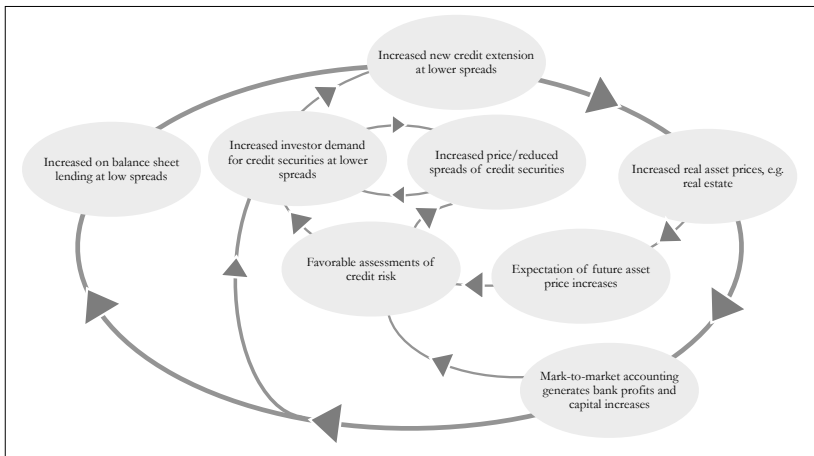 Increased new credit extension
at lower spreads
Increased on balance sheet
lending at low spreads
Increased investor demand
for credit securities at lower
spreads
Increased price/reduced
spreads of credit securities
Increased real asset prices, e.g.
real estate
Favorable assessments of
credit risk
Expectation of future asset
price increases
Mark-to-market accounting
generates bank profits and
capital increases